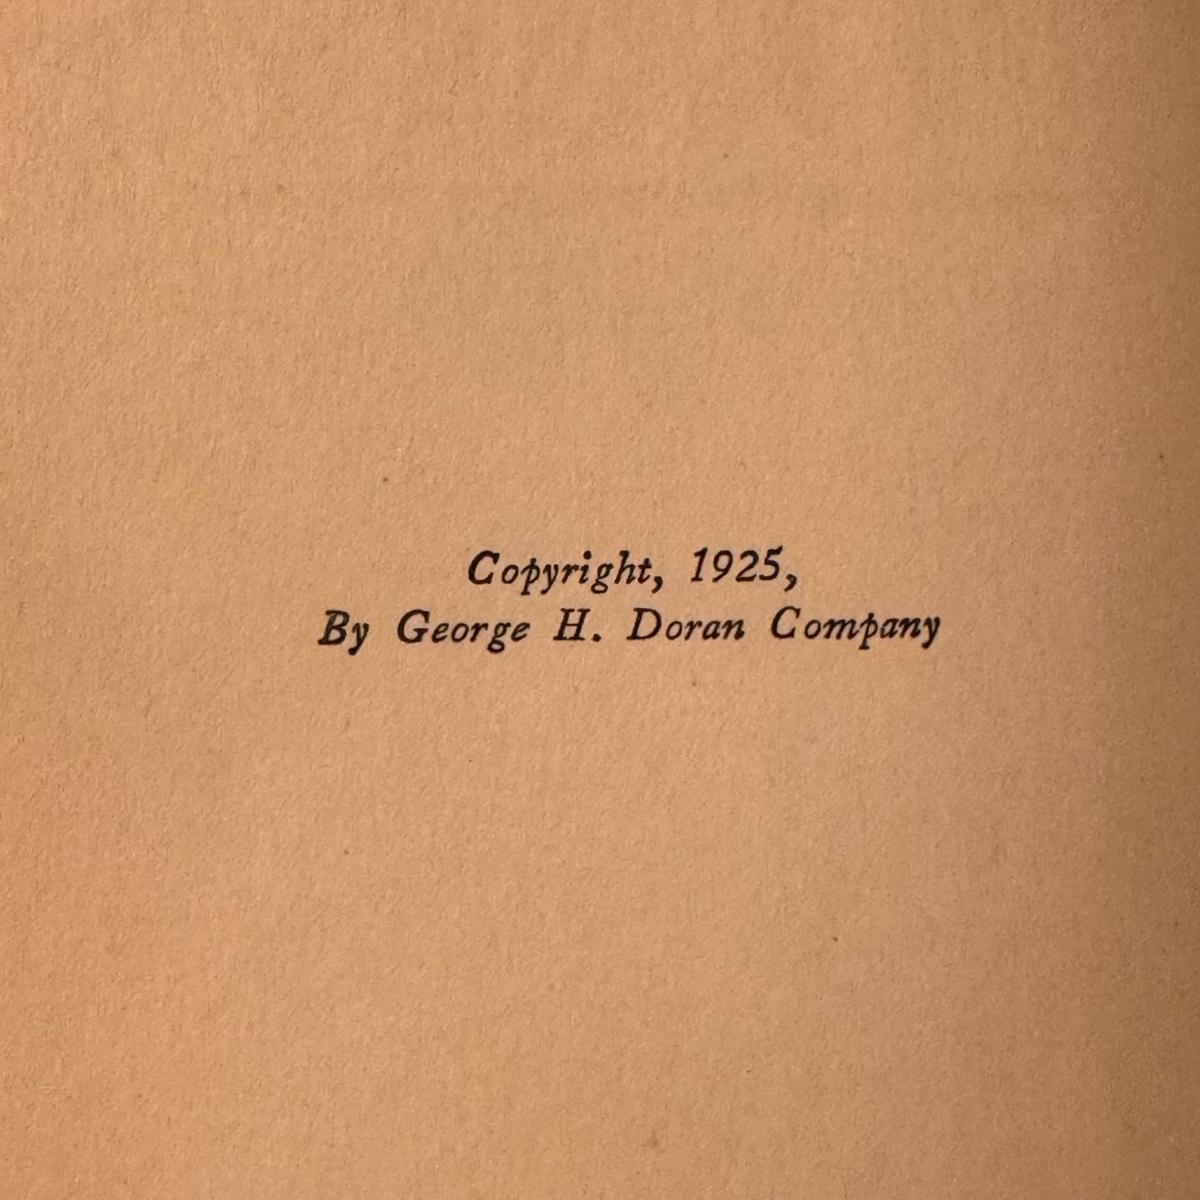 Copyright, 1925,
By George H. Doran Company